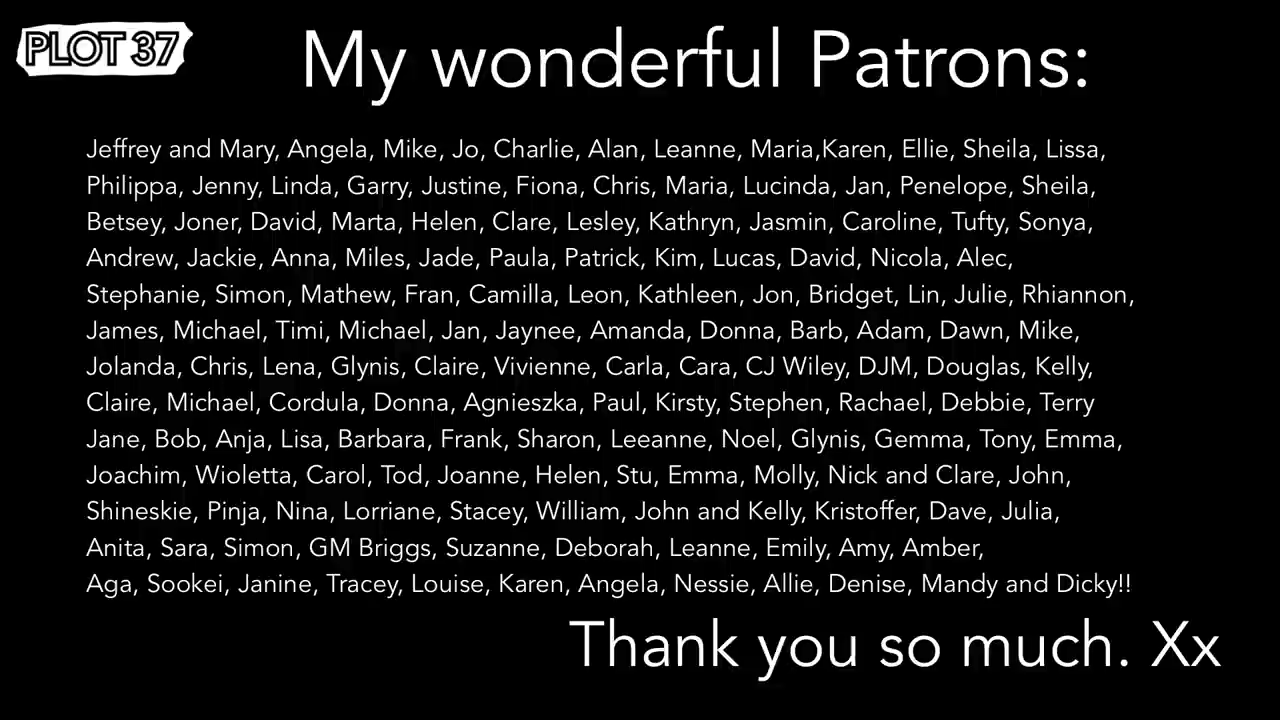 PLOT 37
My wonderful Patrons:
Jeffrey and Mary, Angela, Mike, Jo, Charlie, Alan, Leanne, Maria,Karen, Ellie, Sheila, Lissa,
Philippa, Jenny, Linda, Garry, Justine, Fiona, Chris, Maria, Lucinda, Jan, Penelope, Sheila,
Betsey, Joner, David, Marta, Helen, Clare, Lesley, Kathryn, Jasmin, Caroline, Tufty, Sonya,
Andrew, Jackie, Anna, Miles, Jade, Paula, Patrick, Kim, Lucas, David, Nicola, Alec,
Stephanie, Simon, Mathew, Fran, Camilla, Leon, Kathleen, Jon, Bridget, Lin, Julie, Rhiannon,
James, Michael, Timi, Michael, Jan, Jaynee, Amanda, Donna, Barb, Adam, Dawn, Mike,
Jolanda, Chris, Lena, Glynis, Claire, Vivienne, Carla, Cara, CJ Wiley, DJM, Douglas, Kelly,
Claire, Michael, Cordula, Donna, Agnieszka, Paul, Kirsty, Stephen, Rachael, Debbie, Terry
Jane, Bob, Anja, Lisa, Barbara, Frank, Sharon, Leeanne, Noel, Glynis, Gemma, Tony, Emma,
Joachim, Wioletta, Carol, Tod, Joanne, Helen, Stu, Emma, Molly, Nick and Clare, John,
Shineskie, Pinja, Nina, Lorriane, Stacey, William, John and Kelly, Kristoffer, Dave, Julia,
Anita, Sara, Simon, GM Briggs, Suzanne, Deborah, Leanne, Emily, Amy, Amber,
Aga, Sookei, Janine, Tracey, Louise, Karen, Angela, Nessie, Allie, Denise, Mandy and Dicky!!
Thank you so much. Xx